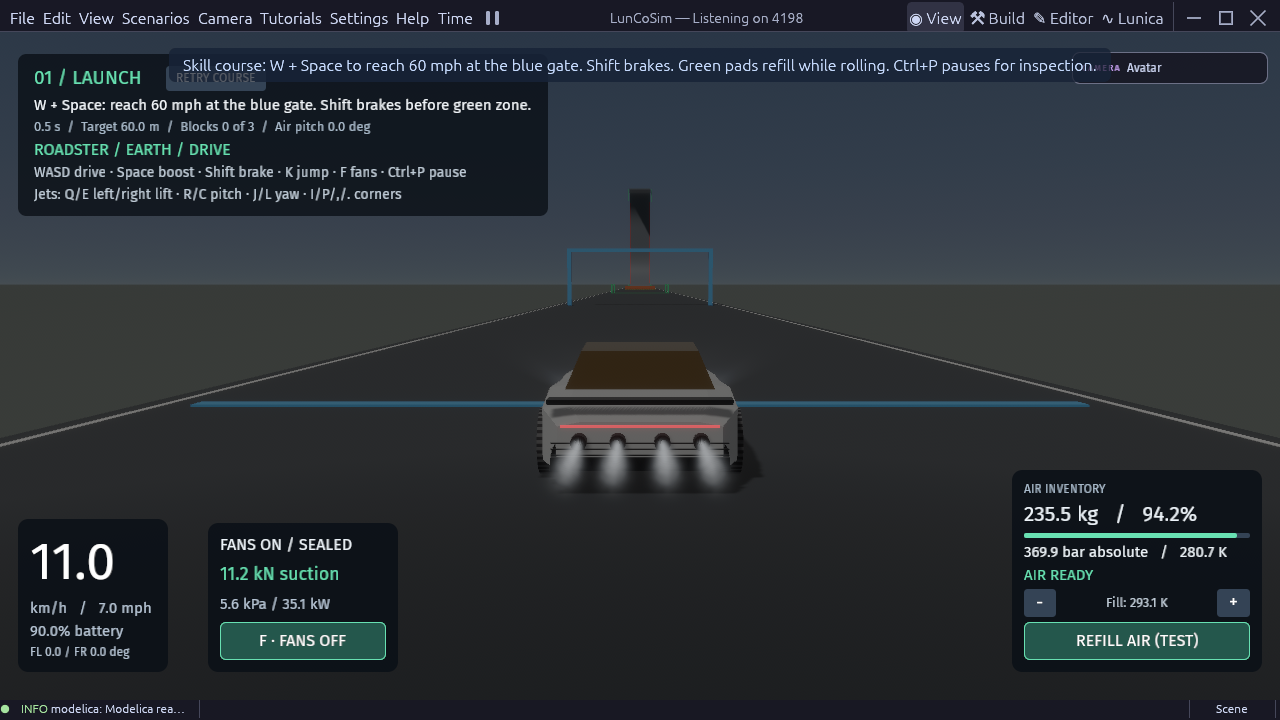 File Edit View Scenarios Camera Tutorials Settings Help Time
LunCoSim — Listening on 4198
View Build Editor Lunica
Skill course: W + Space to reach 60 mph at the blue gate. Shift brakes. Green pads refill while rolling. Ctrl+P pauses for inspection.
01 / LAUNCH
RETRY COURSE
Avatar
W + Space: reach 60 mph at the blue gate. Shift brakes before green zone.
0.5 s / Target 60.0 m / Blocks 0 of 3 / Air pitch 0.0 deg
ROADSTER / EARTH / DRIVE
WASD drive · Space boost · Shift brake · K jump · F fans · Ctrl+P pause
Jets: Q/E left/right lift · R/C pitch · J/L yaw · I/P/,/. corners
11.0
km/h / 7.0 mph
90.0% battery
FL 0.0 / FR 0.0 deg
FANS ON / SEALED
11.2 kN suction
5.6 kPa / 35.1 kW
F · FANS OFF
AIR INVENTORY
235.5 kg / 94.2%
369.9 bar absolute / 280.7 K
AIR READY
- Fill: 293.1 K +
REFILL AIR (TEST)
INFO modelica: Modelica rea…
Scene